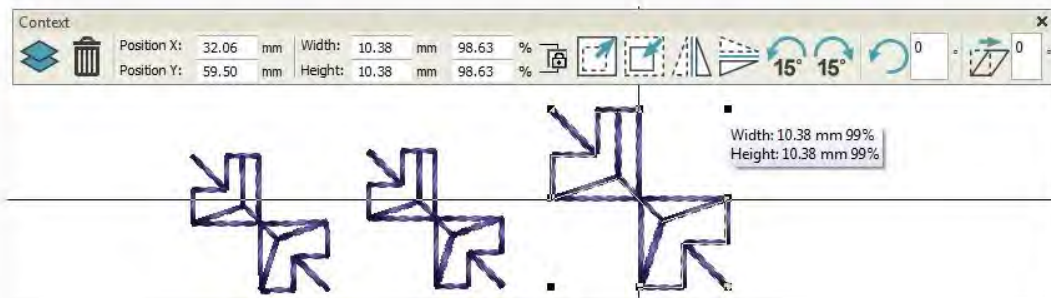 Context
Position X: 32.06 mm Width: 10.38 mm 98.63 % 15° 15° 0 ° 0 °
Position Y: 59.50 mm Height: 10.38 mm 98.63 %
Width: 10.38 mm 99%
Height: 10.38 mm 99%